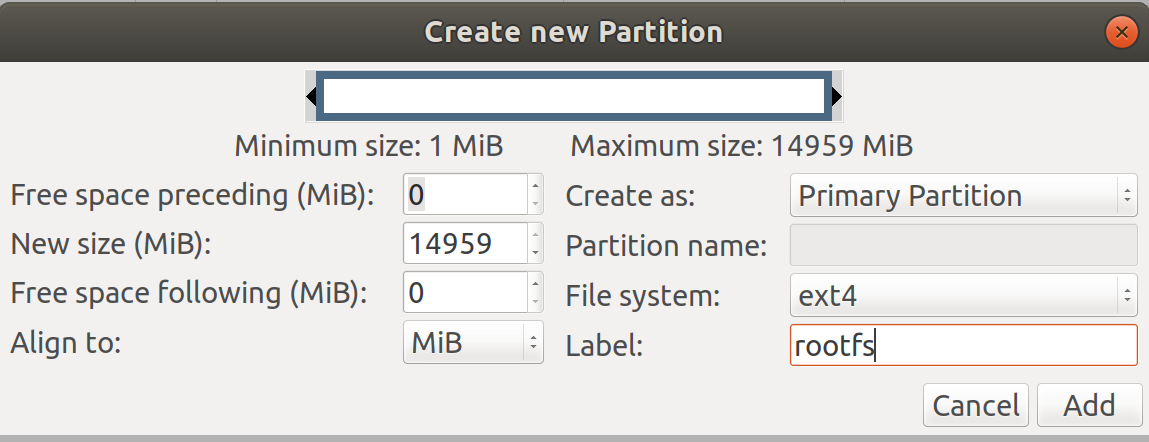 Create new Partition
Minimum size: 1 MiB Maximum size: 14959 MiB
Free space preceding (MiB): 0 Create as: Primary Partition
New size (MiB): 14959 Partition name:
Free space following (MiB): 0 File system: ext4
Align to: MiB Label: rootfs
Cancel Add